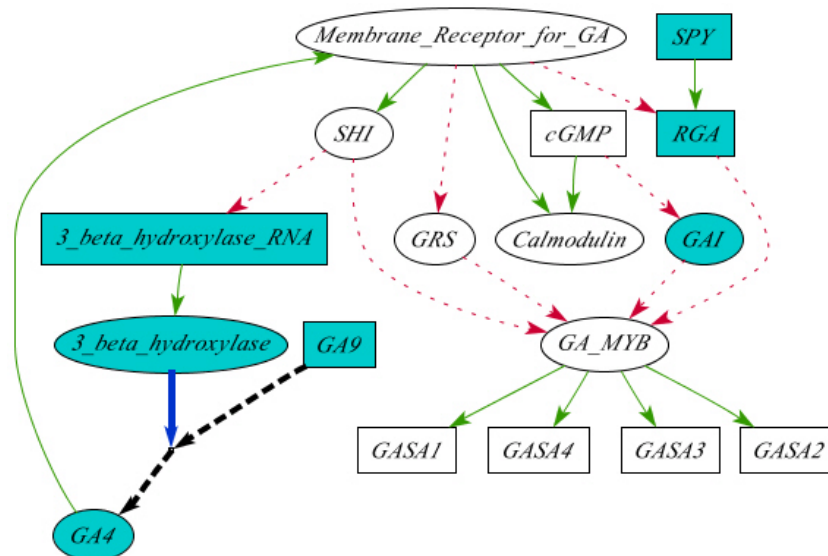 Membrane_Receptor_for_GA
SPY
SHI
cGMP
RGA
3_beta_hydroxylase_RNA
GRS
Calmodulin
GAI
3_beta_hydroxylase
GA9
GA_MYB
GASA1
GASA4
GASA3
GASA2
GA4